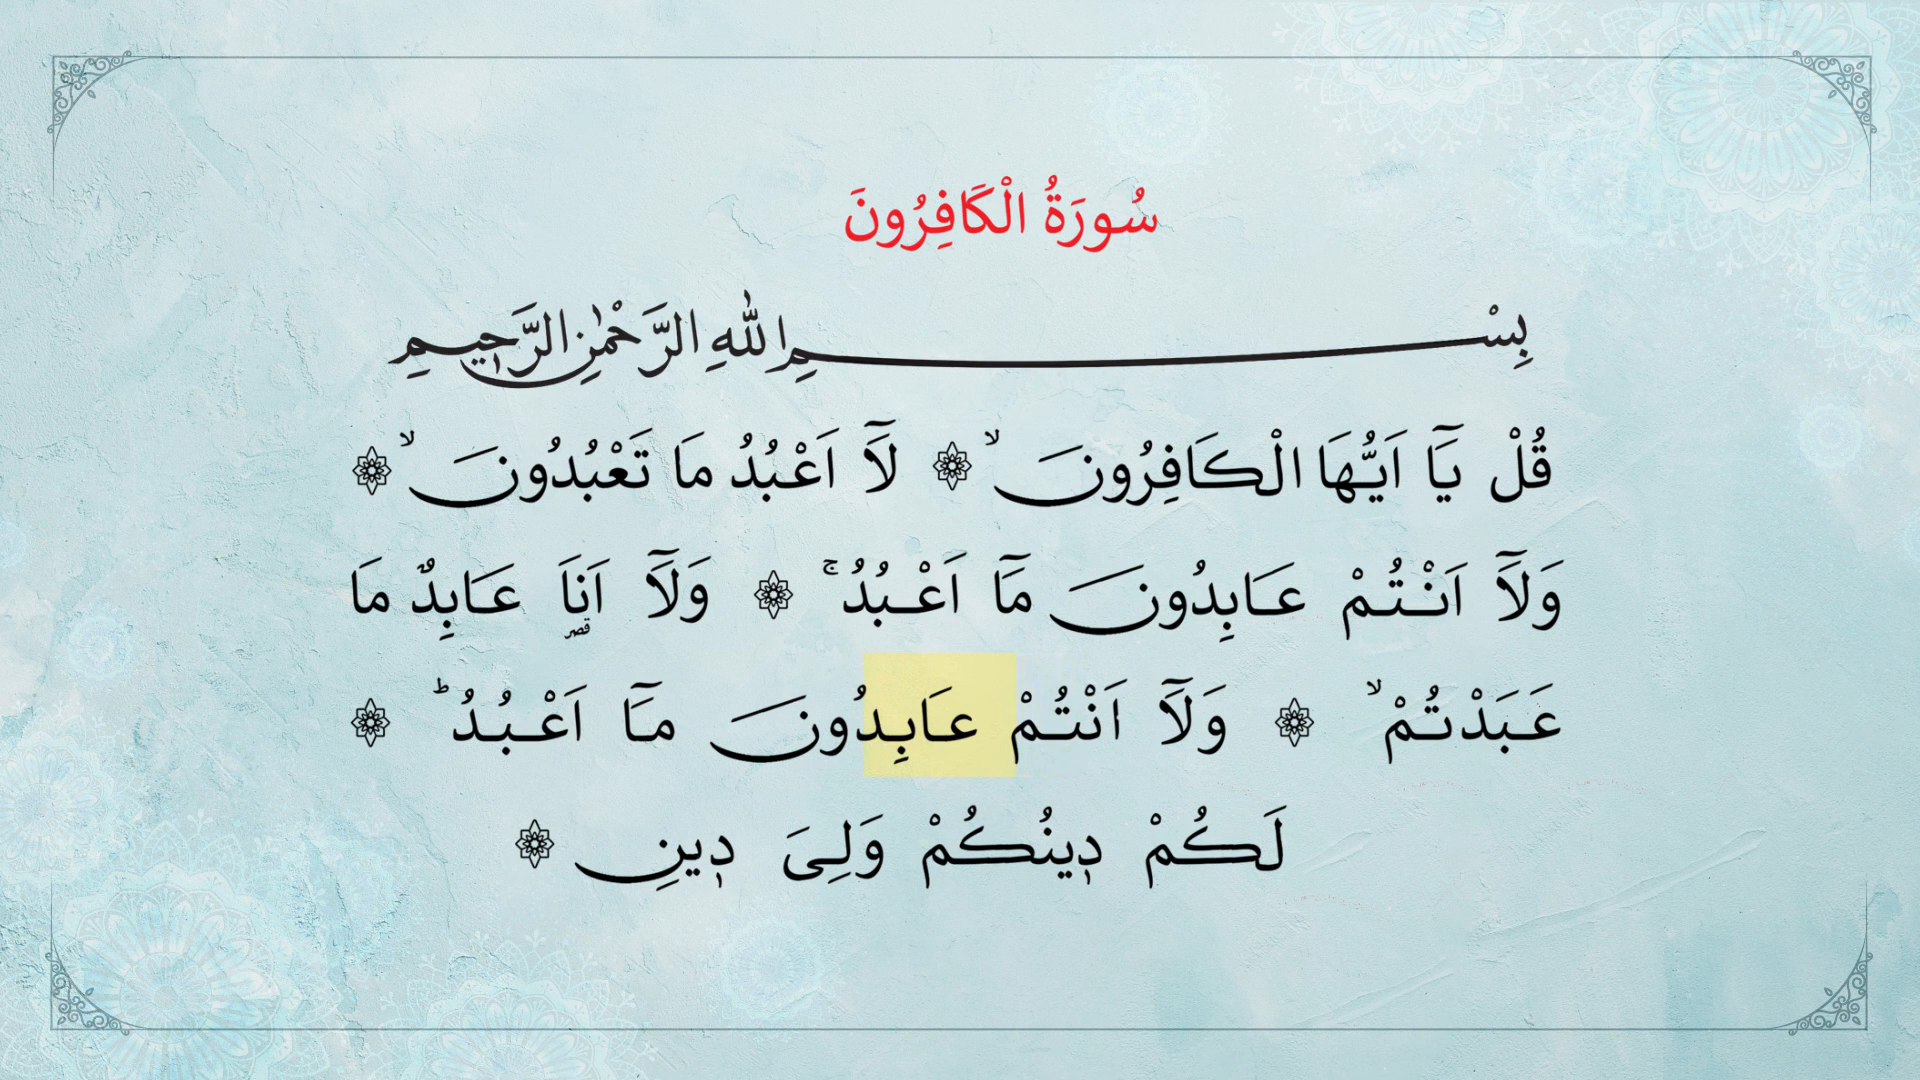 سُورَةُ الْكَافِرُونَ
بِسْمِ اللّٰهِ الرَّحْمٰنِ الرَّح۪يمِ
قُلْ يَٓا اَيُّهَا الْكَافِرُونَۙ ۞ لَٓا اَعْبُدُ مَا تَعْبُدُونَۙ ۞
وَلَٓا اَنْتُمْ عَابِدُونَ مَٓا اَعْبُدُۚ ۞ وَلَٓا اَنَا۬ عَابِدٌ مَا
عَبَدْتُمْۙ ۞ وَلَٓا اَنْتُمْ عَابِدُونَ مَٓا اَعْبُدُۜ ۞
لَكُمْ د۪ينُكُمْ وَلِيَ د۪ينِ ۞